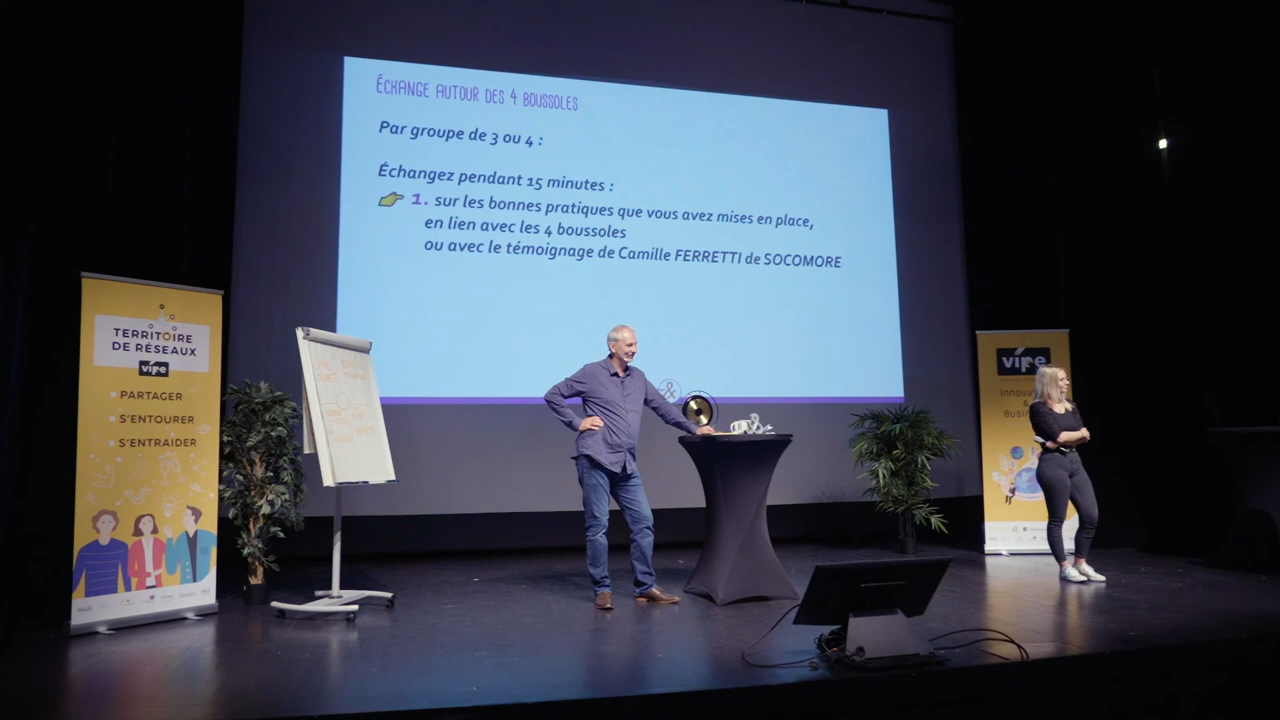 ÉCHANGE AUTOUR DES 4 BOUSSOLES
Par groupe de 3 ou 4 :
Échangez pendant 15 minutes :
1. sur les bonnes pratiques que vous avez mises en place,
en lien avec les 4 boussoles
ou avec le témoignage de Camille FERRETTI de SOCOMORE
&
TERRITOIRE
DE RÉSEAUX
vipe
PARTAGER
S'ENTOURER
S'ENTRAIDER
vipe
&